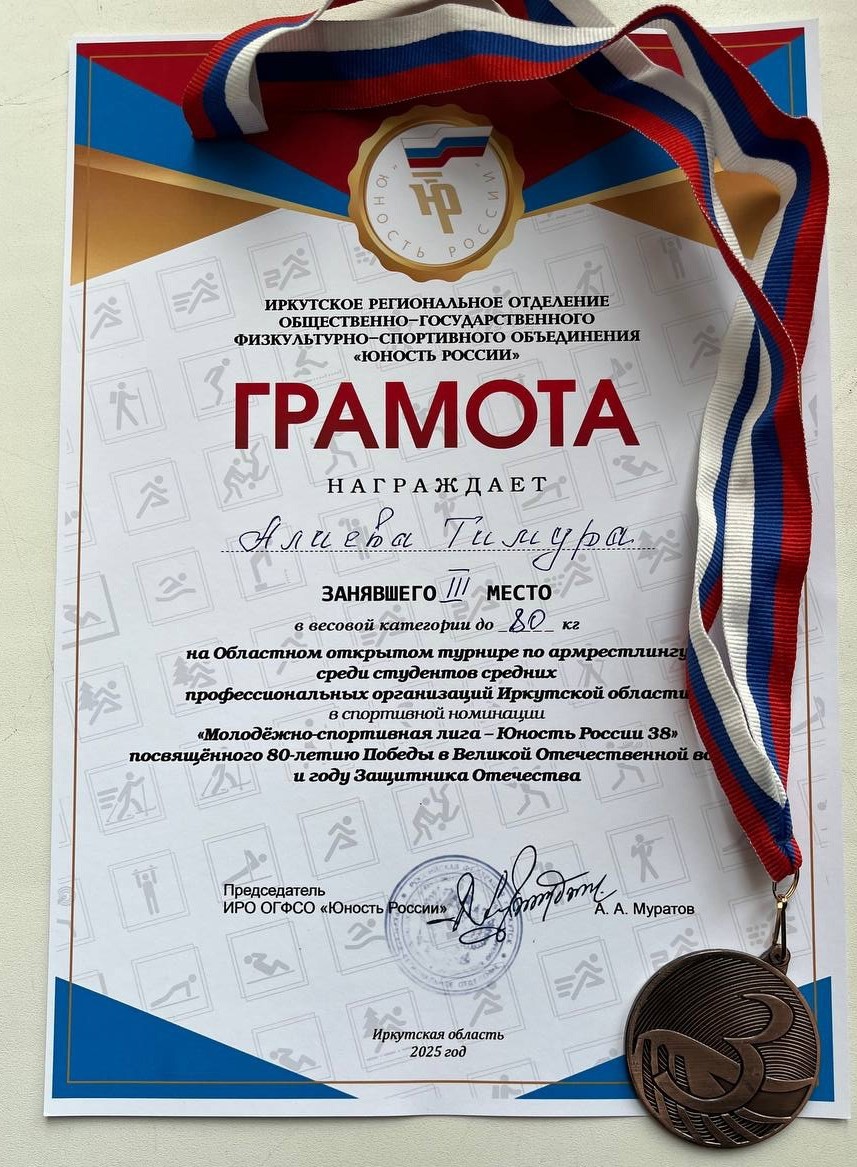 ЮНОСТЬ РОССИИ
ИРКУТСКОЕ РЕГИОНАЛЬНОЕ ОТДЕЛЕНИЕ
ОБЩЕСТВЕННО-ГОСУДАРСТВЕННОГО
ФИЗКУЛЬТУРНО-СПОРТИВНОГО ОБЪЕДИНЕНИЯ
«ЮНОСТЬ РОССИИ»
ГРАМОТА
НАГРАЖДАЕТ
Алиева Тимура
ЗАНЯВШЕГО III МЕСТО
в весовой категории до 80 кг
на Областном открытом турнире по армрестлингу
среди студентов средних
профессиональных организаций Иркутской области
в спортивной номинации
«Молодёжно-спортивная лига – Юность России 38»
посвящённого 80-летию Победы в Великой Отечественной
и году Защитника Отечества
Председатель
ИРО ОГФСО «Юность России»
А. А. Муратов
Иркутская область
2025 год
3